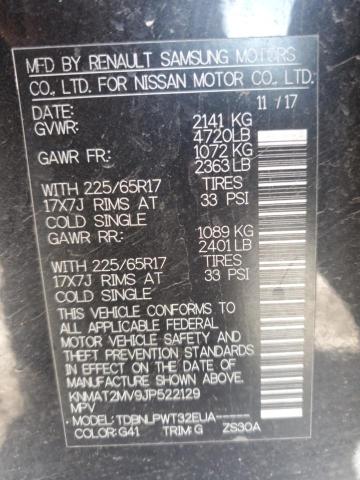 MFD BY RENAULT SAMSUNG MOTORS
CO., LTD. FOR NISSAN MOTOR CO., LTD.
DATE: 11 / 17
GVWR: 2141 KG
4720LB
GAWR FR: 1072 KG
2363 LB
WITH 225/65R17 TIRES
17X7J RIMS AT 33 PSI
COLD SINGLE
GAWR RR: 1089 KG
2401 LB
WITH 225/65R17 TIRES
17X7J RIMS AT 33 PSI
COLD SINGLE
THIS VEHICLE CONFORMS TO
ALL APPLICABLE FEDERAL
MOTOR VEHICLE SAFETY AND
THEFT PREVENTION STANDARDS
IN EFFECT ON THE DATE OF
MANUFACTURE SHOWN ABOVE.
KNMAT2MV9JP522129
MPV
MODEL: TDBNLPWT32EUA------
COLOR: G41 TRIM: G ZS30A